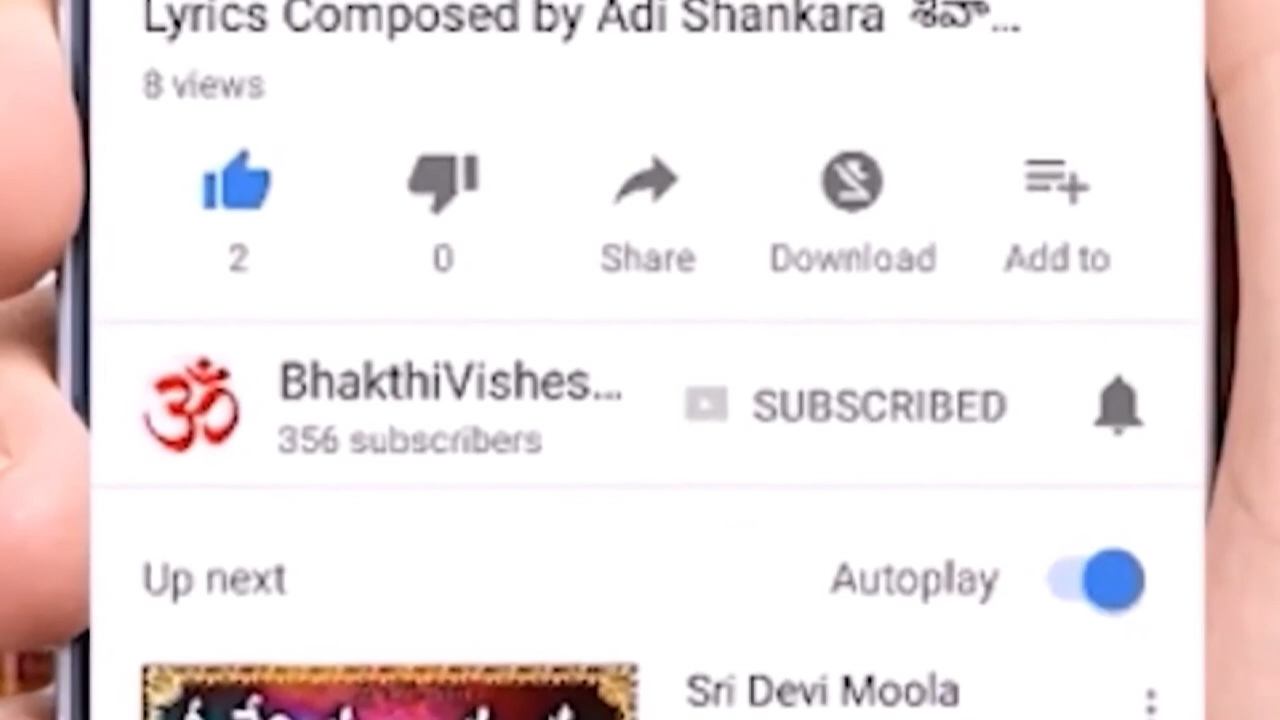 Lyrics Composed by Adi Shankara శివా...
8 views
2
0
Share
Download
Add to
BhakthiVishes...
SUBSCRIBED
356 subscribers
Up next
Autoplay
Sri Devi Moola